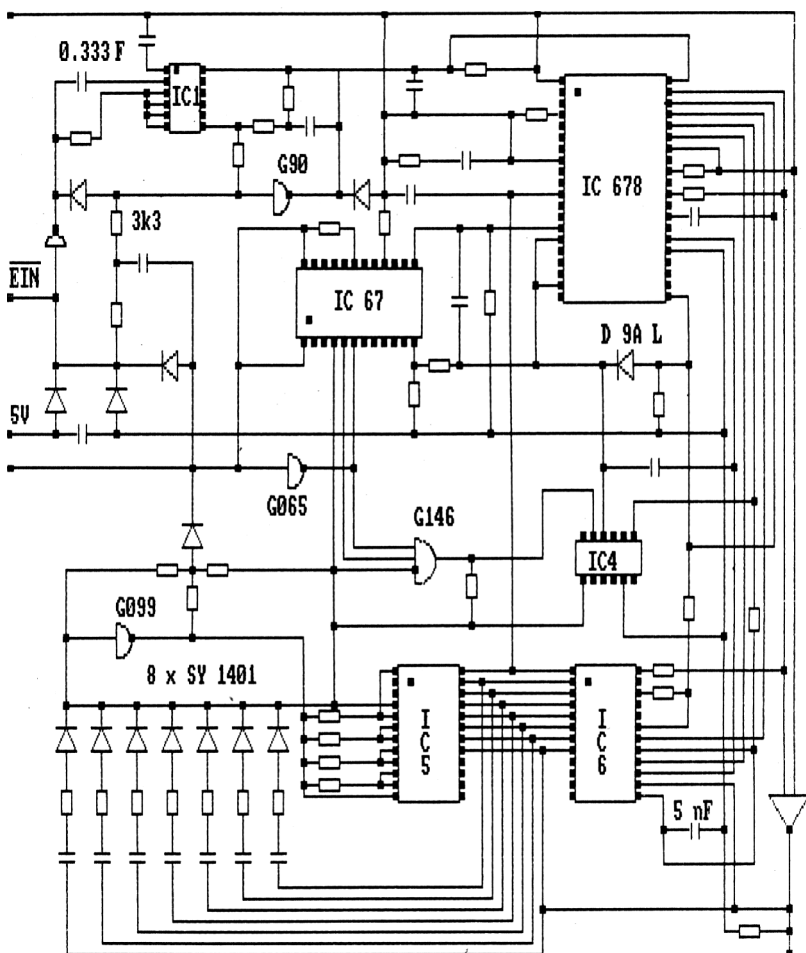 0.333 F
IC1
G90
IC 678
3k3
EIN
IC 67
D 9A L
5V
G065
G146
IC4
G099
8 x SY 1401
IC5
IC6
5 nF